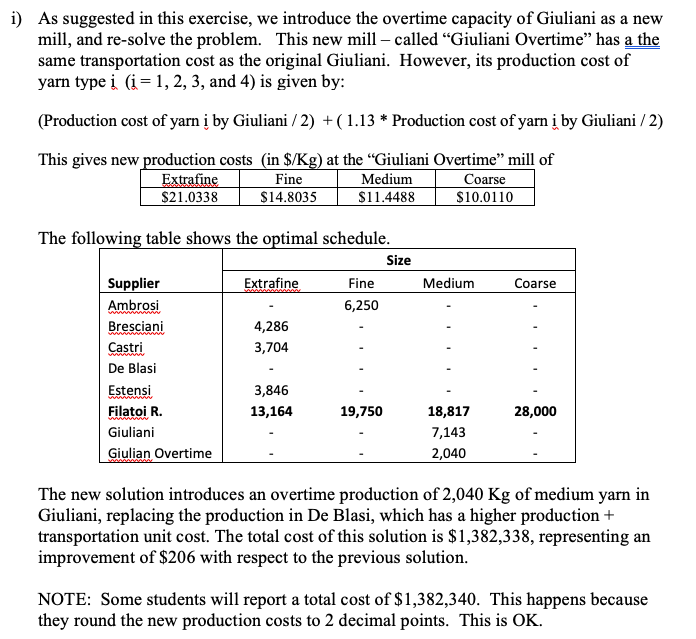 i) As suggested in this exercise, we introduce the overtime capacity of Giuliani as a new
mill, and re-solve the problem. This new mill – called “Giuliani Overtime” has a the
same transportation cost as the original Giuliani. However, its production cost of
yarn type i (i = 1, 2, 3, and 4) is given by:
(Production cost of yarn i by Giuliani / 2) + ( 1.13 * Production cost of yarn i by Giuliani / 2)
This gives new production costs (in $/Kg) at the “Giuliani Overtime” mill of
Extrafine Fine Medium Coarse
$21.0338 $14.8035 $11.4488 $10.0110
The following table shows the optimal schedule.
Size
Supplier Extrafine Fine Medium Coarse
Ambrosi - 6,250 - -
Bresciani 4,286 - - -
Castri 3,704 - - -
De Blasi - - - -
Estensi 3,846 - - -
Filatoi R. 13,164 19,750 18,817 28,000
Giuliani - - 7,143 -
Giulian Overtime - - 2,040 -
The new solution introduces an overtime production of 2,040 Kg of medium yarn in
Giuliani, replacing the production in De Blasi, which has a higher production +
transportation unit cost. The total cost of this solution is $1,382,338, representing an
improvement of $206 with respect to the previous solution.
NOTE: Some students will report a total cost of $1,382,340. This happens because
they round the new production costs to 2 decimal points. This is OK.